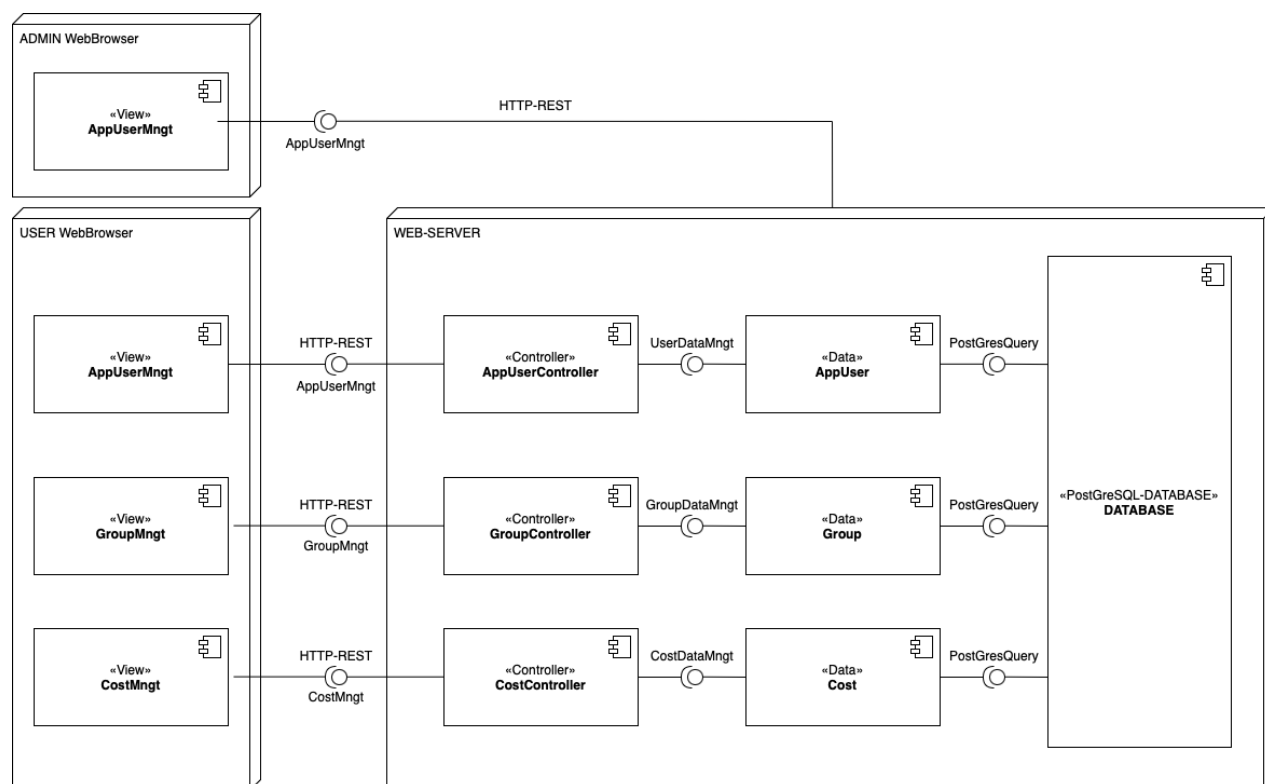 ADMIN WebBrowser
«View»
AppUserMngt
HTTP-REST
AppUserMngt
USER WebBrowser
WEB-SERVER
«View»
AppUserMngt
HTTP-REST
AppUserMngt
«Controller»
AppUserController
UserDataMngt
«Data»
AppUser
PostGresQuery
«View»
GroupMngt
HTTP-REST
GroupMngt
«Controller»
GroupController
GroupDataMngt
«Data»
Group
PostGresQuery
«PostGreSQL-DATABASE»
DATABASE
«View»
CostMngt
HTTP-REST
CostMngt
«Controller»
CostController
CostDataMngt
«Data»
Cost
PostGresQuery